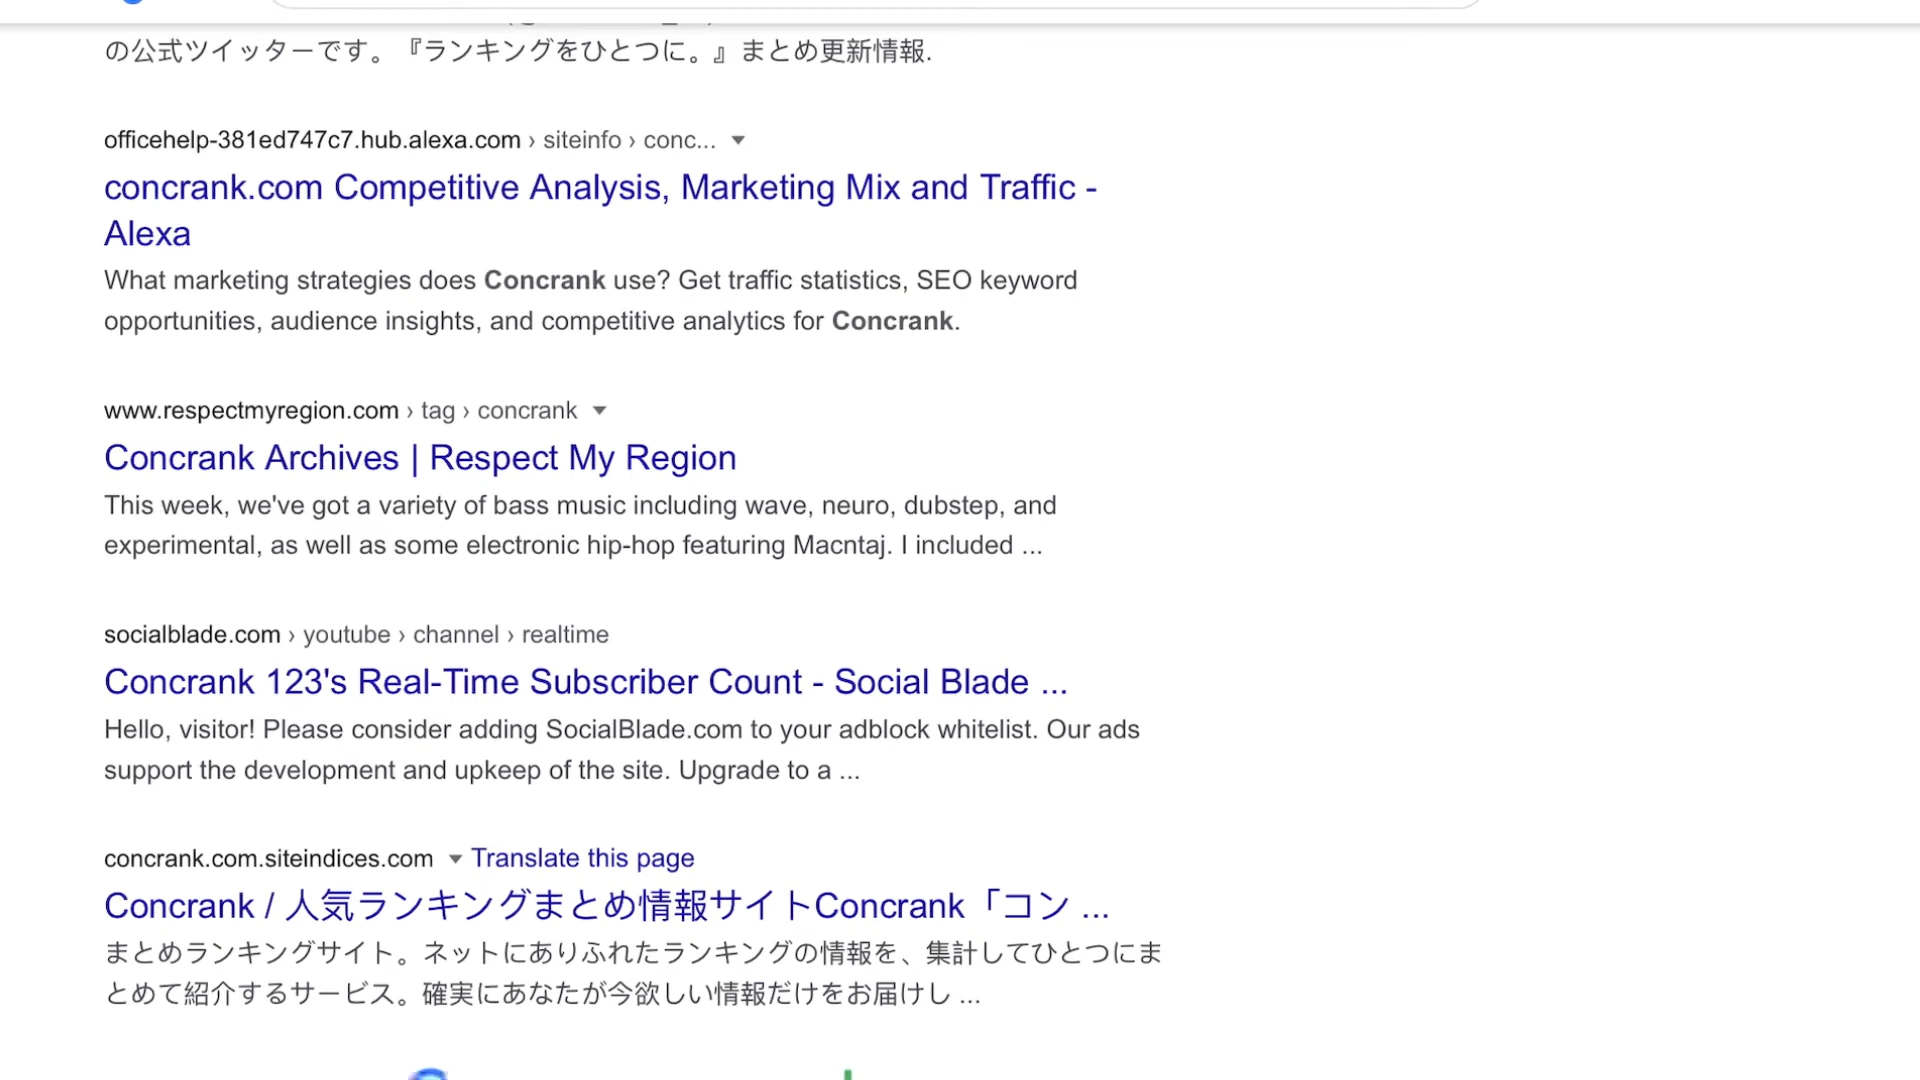 の公式ツイッターです。『ランキングをひとつに。』まとめ更新情報.
officehelp-381ed747c7.hub.alexa.com › siteinfo › conc...
concrank.com Competitive Analysis, Marketing Mix and Traffic -
Alexa
What marketing strategies does Concrank use? Get traffic statistics, SEO keyword
opportunities, audience insights, and competitive analytics for Concrank.
www.respectmyregion.com › tag › concrank
Concrank Archives | Respect My Region
This week, we've got a variety of bass music including wave, neuro, dubstep, and
experimental, as well as some electronic hip-hop featuring Macntaj. I included ...
socialblade.com › youtube › channel › realtime
Concrank 123's Real-Time Subscriber Count - Social Blade ...
Hello, visitor! Please consider adding SocialBlade.com to your adblock whitelist. Our ads
support the development and upkeep of the site. Upgrade to a ...
concrank.com.siteindices.com Translate this page
Concrank / 人気ランキングまとめ情報サイトConcrank「コン ...
まとめランキングサイト。ネットにありふれたランキングの情報を、集計してひとつにま
とめて紹介するサービス。確実にあなたが今欲しい情報だけをお届けし ...